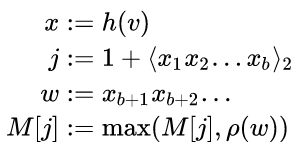 x := h(v)
j := 1 + ⟨x₁x₂…x_b⟩₂
w := x_{b+1}x_{b+2}…
M[j] := max(M[j], ρ(w))